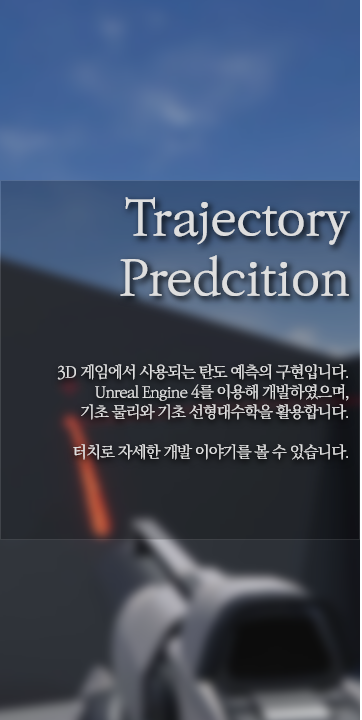 Trajectory
Predcition
3D 게임에서 사용되는 탄도 예측의 구현입니다.
Unreal Engine 4를 이용해 개발하였으며,
기초 물리와 기초 선형대수학을 활용합니다.
터치로 자세한 개발 이야기를 볼 수 있습니다.